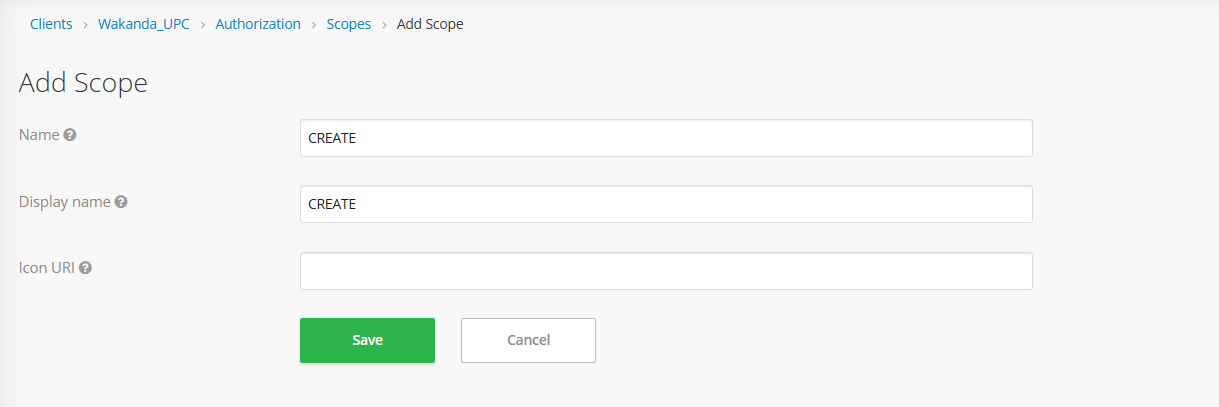 Clients › Wakanda_UPC › Authorization › Scopes › Add Scope
Add Scope
Name
CREATE
Display name
CREATE
Icon URI
Save Cancel